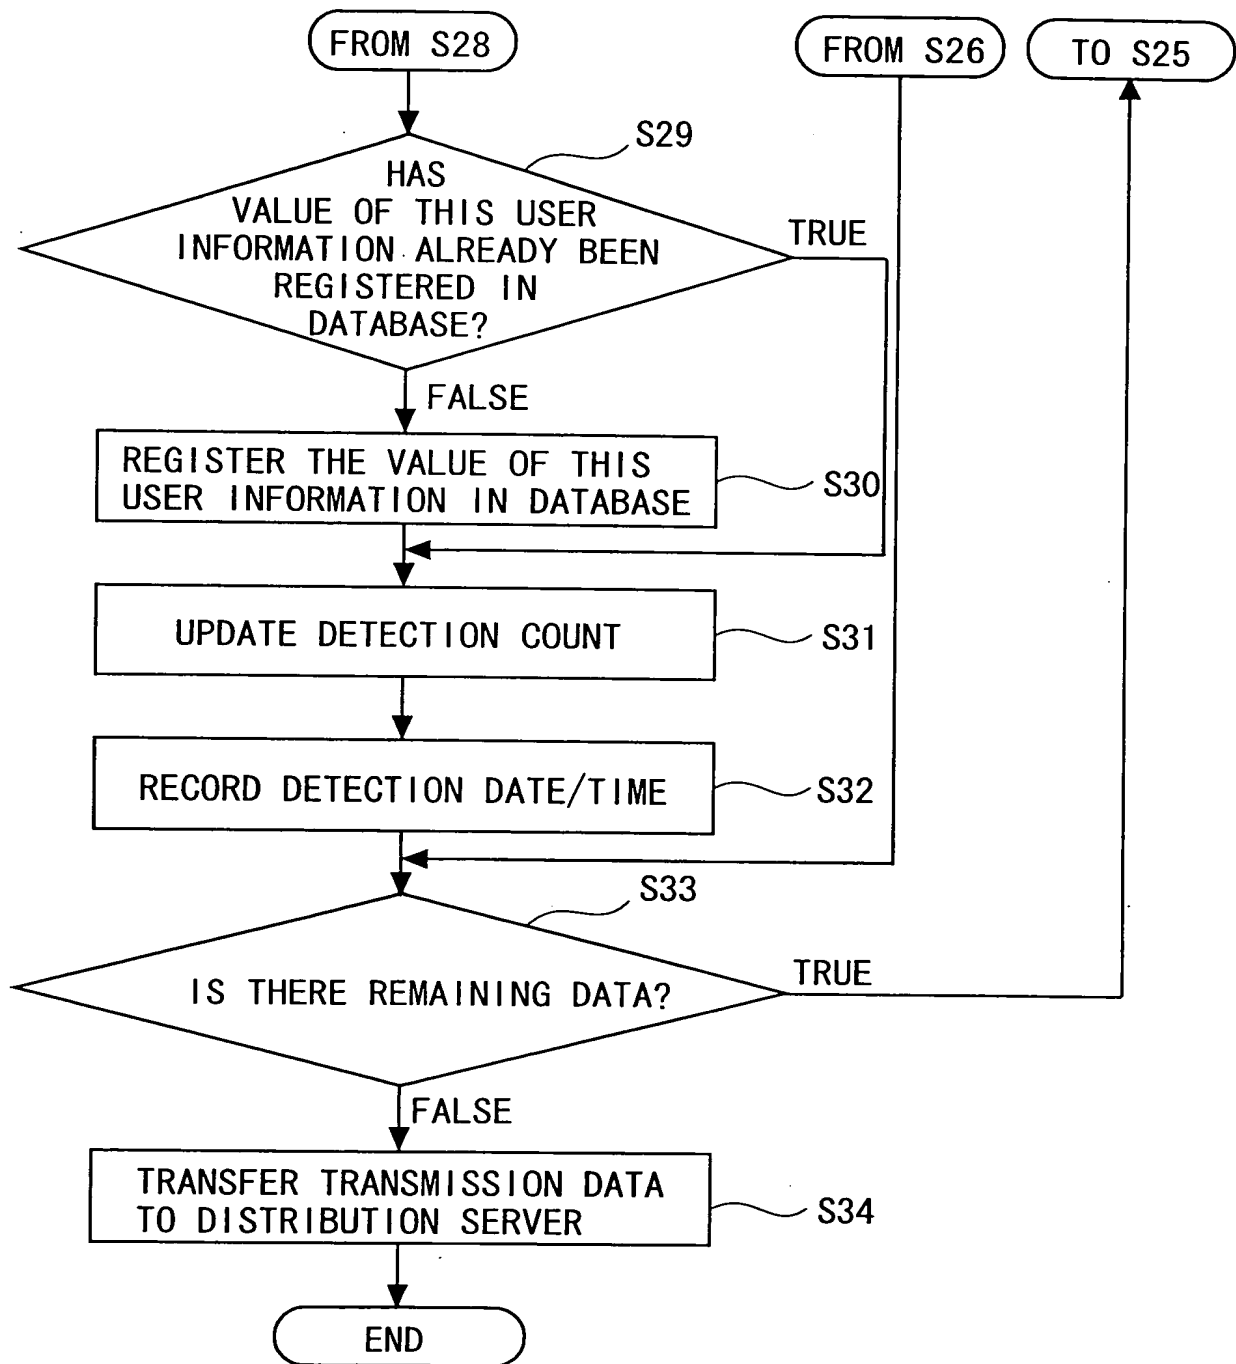 FROM S28
FROM S26
TO S25
S29
HAS
VALUE OF THIS USER
INFORMATION ALREADY BEEN
REGISTERED IN
DATABASE?
TRUE
FALSE
REGISTER THE VALUE OF THIS
USER INFORMATION IN DATABASE
S30
UPDATE DETECTION COUNT
S31
RECORD DETECTION DATE/TIME
S32
S33
IS THERE REMAINING DATA?
TRUE
FALSE
TRANSFER TRANSMISSION DATA
TO DISTRIBUTION SERVER
S34
END